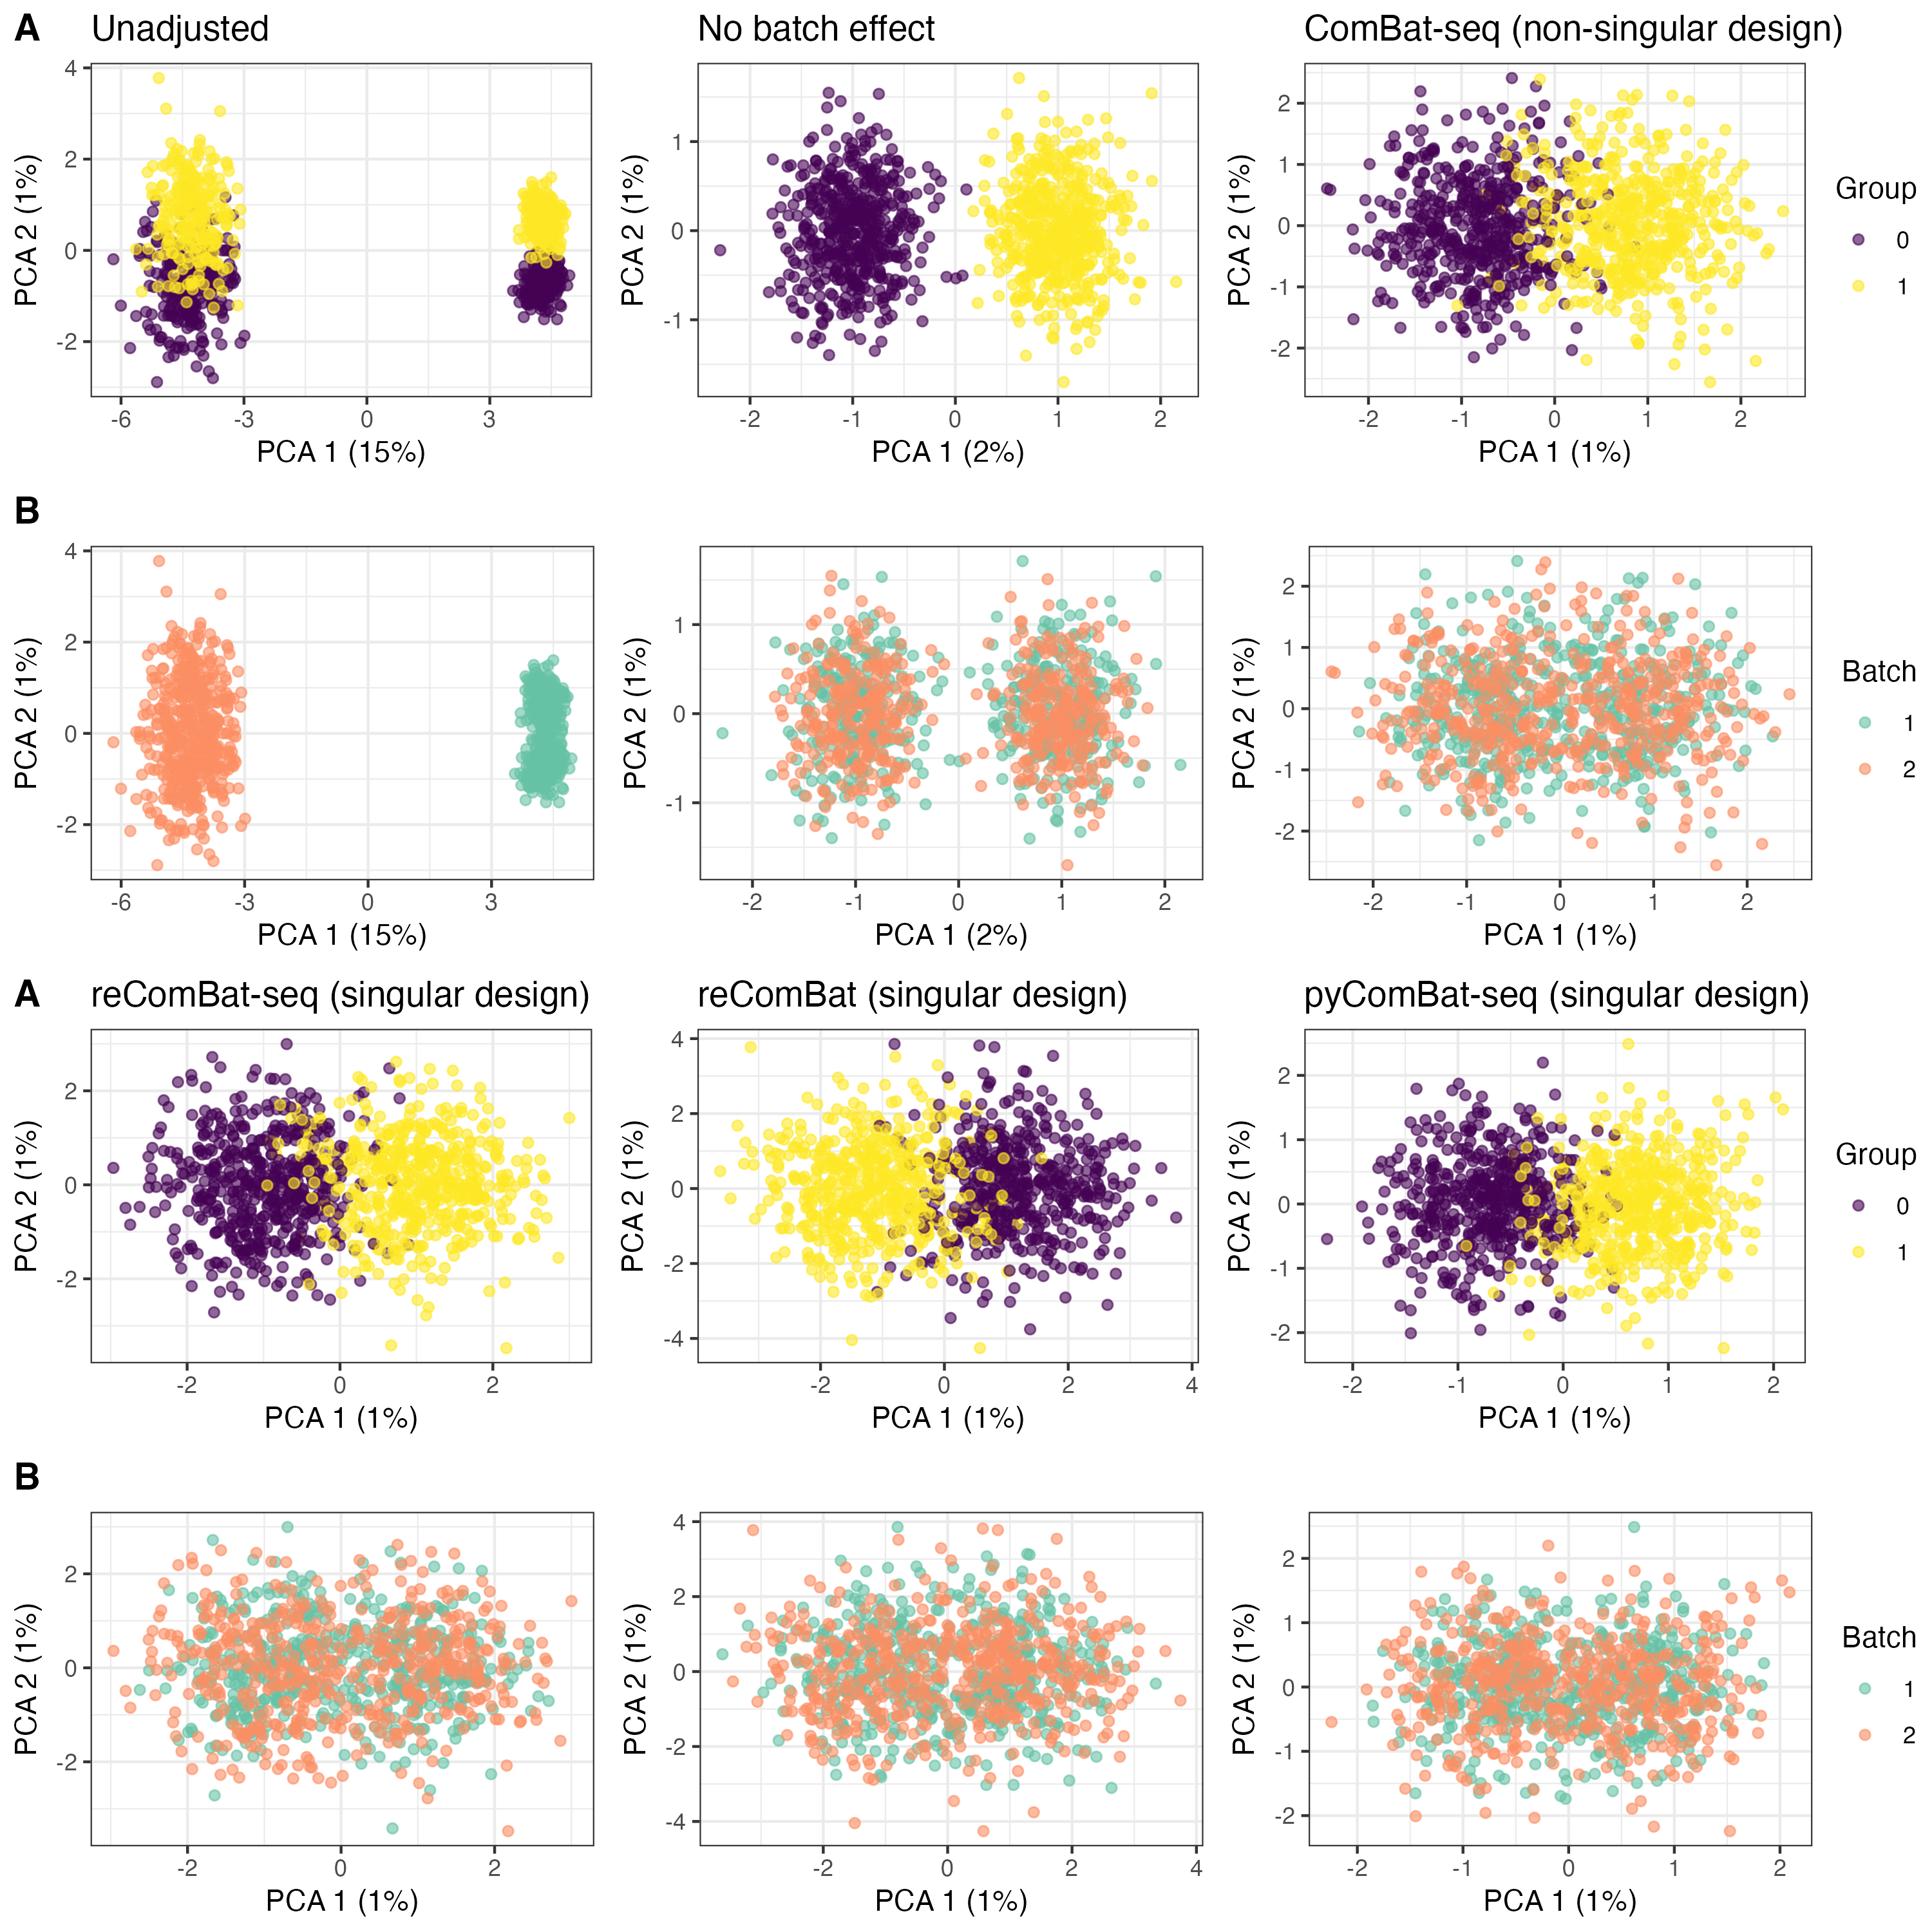 A Unadjusted No batch effect ComBat-seq (non-singular design)
4
2
0
-2
PCA 2 (1%)
-6 -3 0 3
PCA 1 (15%)
1
0
-1
PCA 2 (1%)
-2 -1 0 1 2
PCA 1 (2%)
2
1
0
-1
-2
PCA 2 (1%)
-2 -1 0 1 2
PCA 1 (1%)
Group
0
1
B
4
2
0
-2
PCA 2 (1%)
-6 -3 0 3
PCA 1 (15%)
1
0
-1
PCA 2 (1%)
-2 -1 0 1 2
PCA 1 (2%)
2
1
0
-1
-2
PCA 2 (1%)
-2 -1 0 1 2
PCA 1 (1%)
Batch
1
2
A reComBat-seq (singular design) reComBat (singular design) pyComBat-seq (singular design)
2
0
-2
PCA 2 (1%)
-2 0 2
PCA 1 (1%)
4
2
0
-2
-4
PCA 2 (1%)
-2 0 2 4
PCA 1 (1%)
2
1
0
-1
-2
PCA 2 (1%)
-2 -1 0 1 2
PCA 1 (1%)
Group
0
1
B
2
0
-2
PCA 2 (1%)
-2 0 2
PCA 1 (1%)
4
2
0
-2
-4
PCA 2 (1%)
-2 0 2 4
PCA 1 (1%)
2
1
0
-1
-2
PCA 2 (1%)
-2 -1 0 1 2
PCA 1 (1%)
Batch
1
2